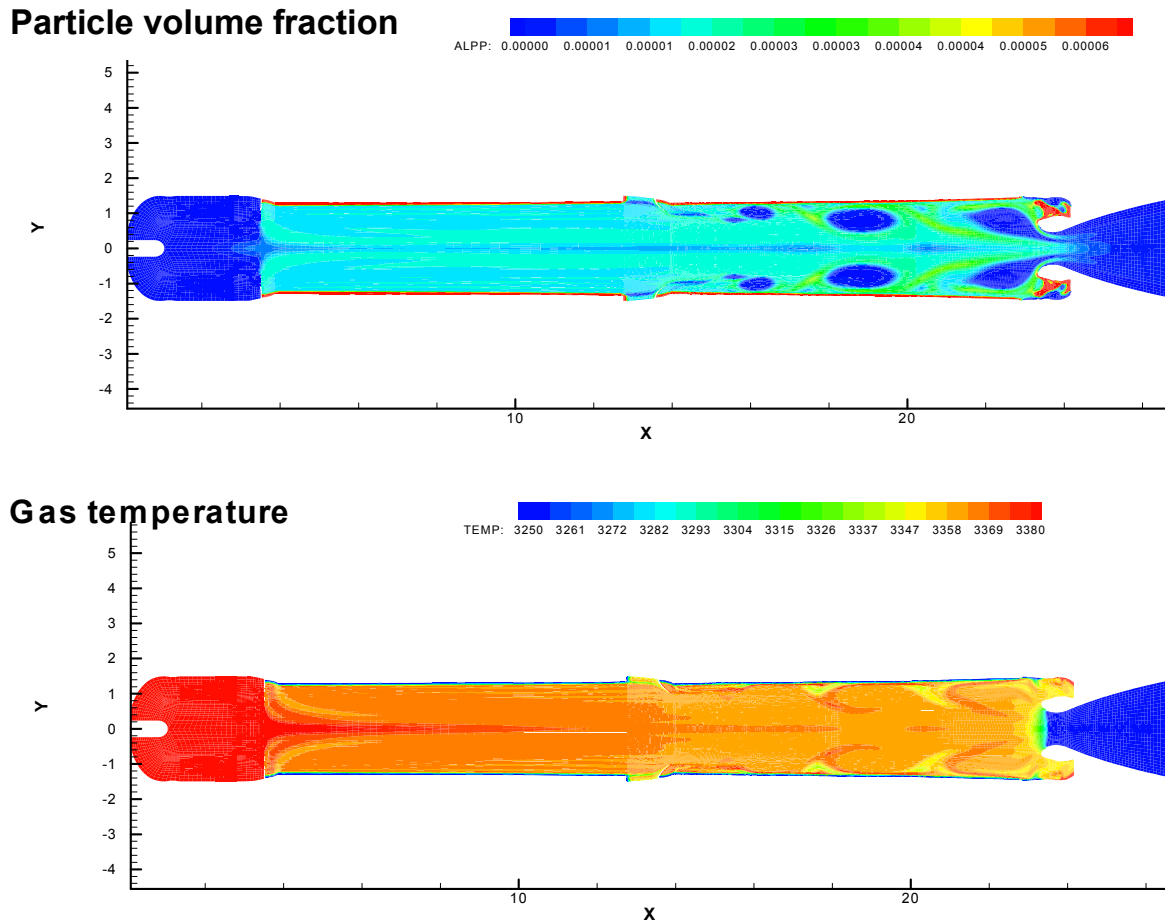 Particle volume fraction
ALPP: 0.00000 0.00001 0.00001 0.00002 0.00003 0.00003 0.00004 0.00004 0.00005 0.00006
5
4
3
2
1
0
-1
-2
-3
-4
Y
10 20
X
Gas temperature
TEMP: 3250 3261 3272 3282 3293 3304 3315 3326 3337 3347 3358 3369 3380
5
4
3
2
1
0
-1
-2
-3
-4
Y
10 20
X